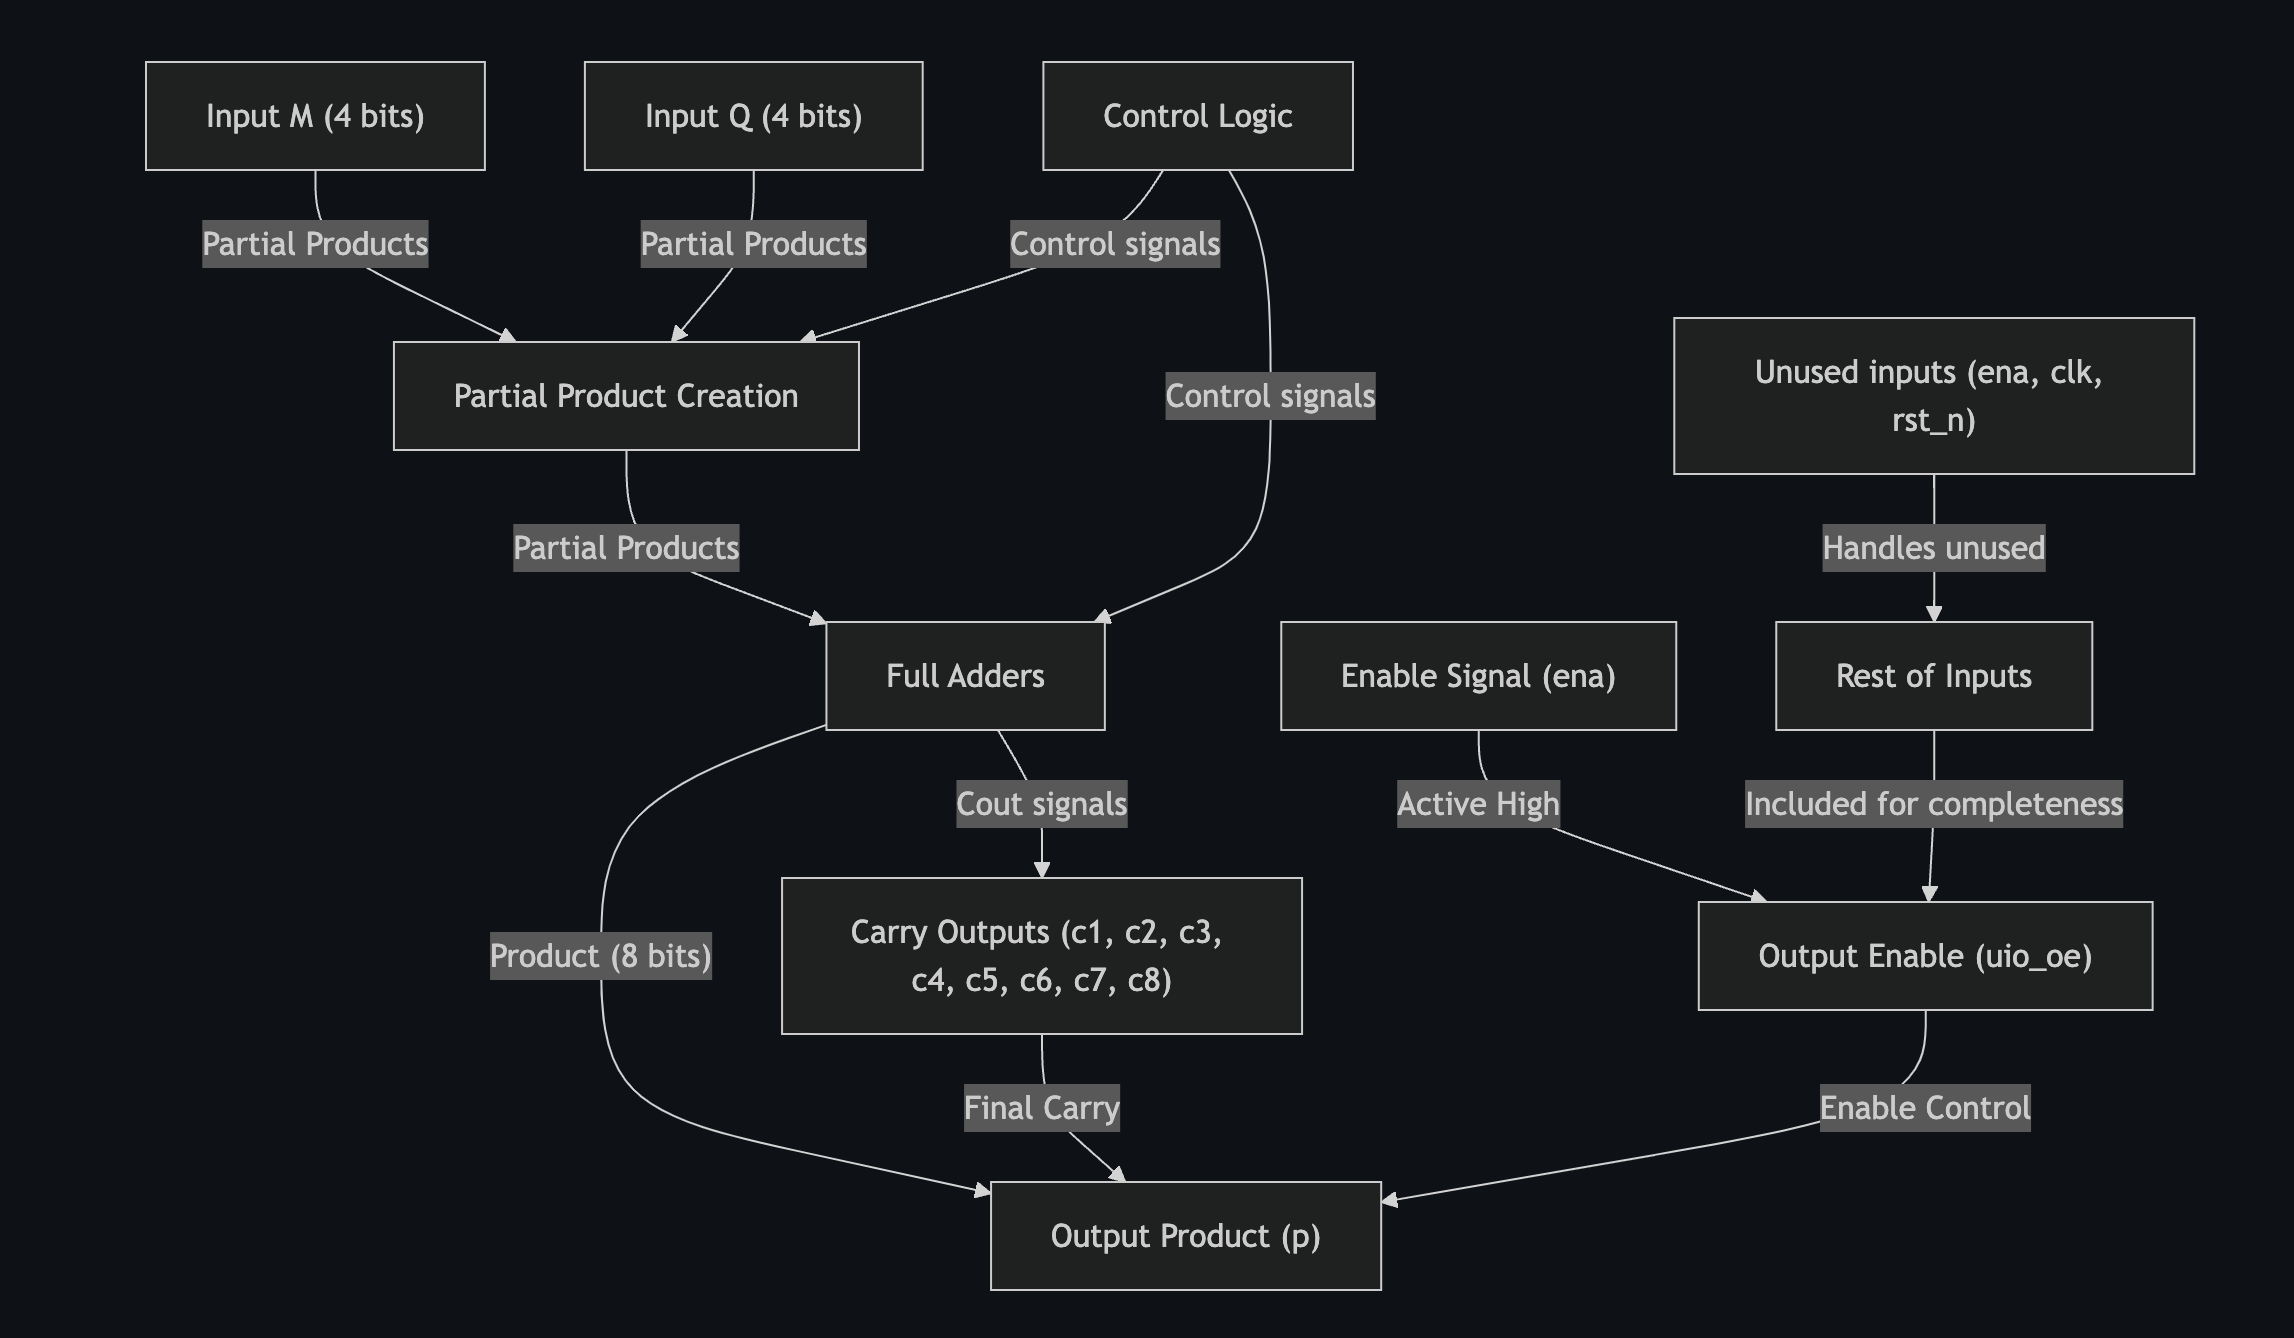 Input M (4 bits)
Input Q (4 bits)
Control Logic
Partial Products
Partial Products
Control signals
Partial Product Creation
Control signals
Unused inputs (ena, clk,
rst_n)
Partial Products
Handles unused
Full Adders
Enable Signal (ena)
Rest of Inputs
Cout signals
Active High
Included for completeness
Product (8 bits)
Carry Outputs (c1, c2, c3,
c4, c5, c6, c7, c8)
Output Enable (uio_oe)
Final Carry
Enable Control
Output Product (p)